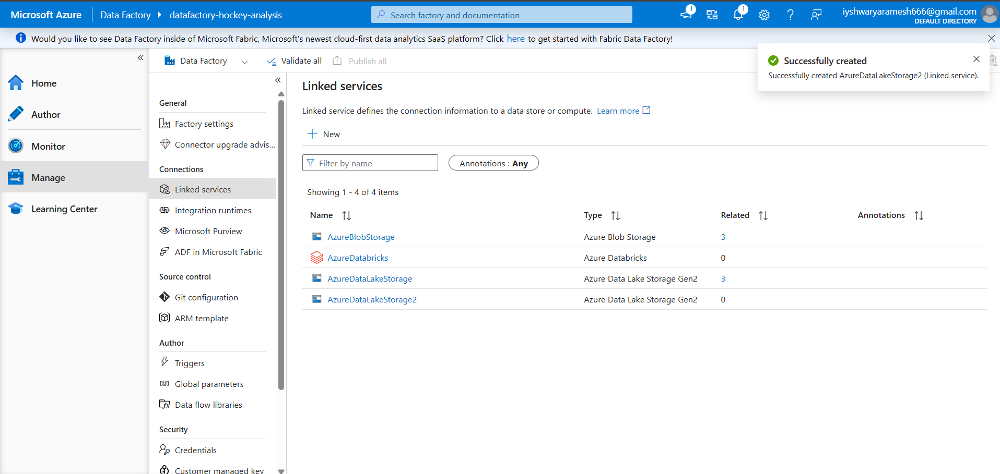 Microsoft Azure
Data Factory
datafactory-hockey-analysis
Search factory and documentation
1
1
iyshwaryaramesh666@gmail.com
DEFAULT DIRECTORY
Would you like to see Data Factory inside of Microsoft Fabric, Microsoft's newest cloud-first data analytics SaaS platform? Click here to get started with Fabric Data Factory!
Successfully created
Successfully created AzureDataLakeStorage2 (Linked service).
Home
Author
Monitor
Manage
Learning Center
Data Factory
Validate all
Publish all
General
Factory settings
Connector upgrade advis...
Connections
Linked services
Integration runtimes
Microsoft Purview
ADF in Microsoft Fabric
Source control
Git configuration
ARM template
Author
Triggers
Global parameters
Data flow libraries
Security
Credentials
Customer managed key
Linked services
Linked service defines the connection information to a data store or compute. Learn more
New
Filter by name
Annotations : Any
Showing 1 - 4 of 4 items
Name Type Related Annotations
AzureBlobStorage Azure Blob Storage 3
AzureDatabricks Azure Databricks 0
AzureDataLakeStorage Azure Data Lake Storage Gen2 3
AzureDataLakeStorage2 Azure Data Lake Storage Gen2 0